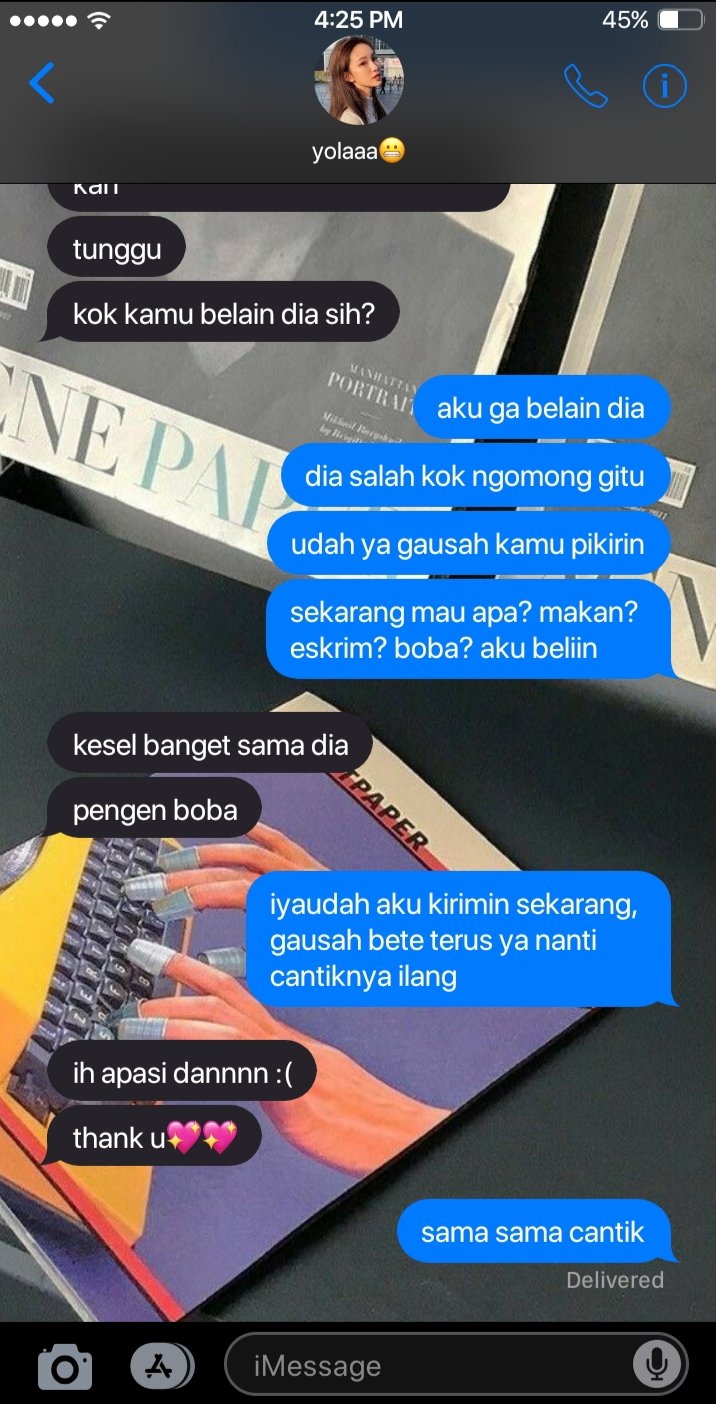 4:25 PM
45%
yolaaa😬
kan
tunggu
kok kamu belain dia sih?
MANHATTAN
PORTRAIT
ENE PAP
aku ga belain dia
dia salah kok ngomong gitu
udah ya gausah kamu pikirin
sekarang mau apa? makan?
eskrim? boba? aku beliin
kesel banget sama dia
pengen boba
TPAPER
iyaudah aku kirimin sekarang,
gausah bete terus ya nanti
cantiknya ilang
ih apasi dannnn :(
thank u💖💖
sama sama cantik
Delivered
iMessage